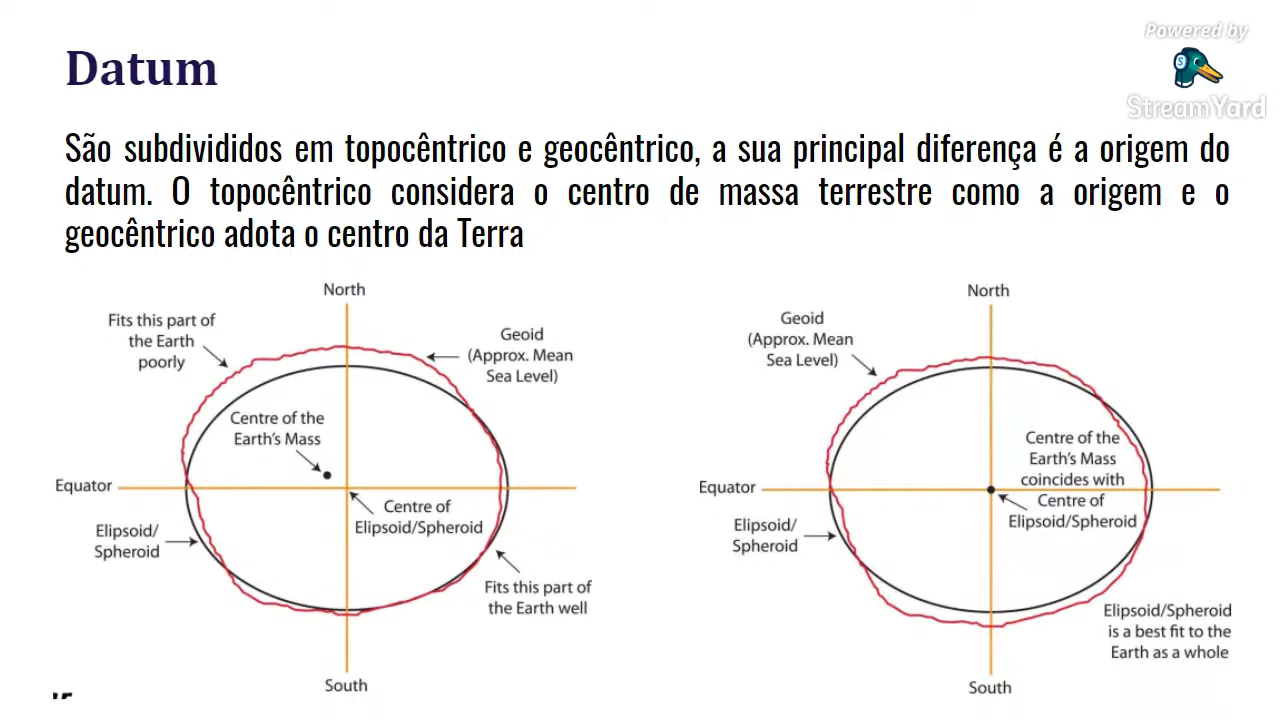 Powered by
StreamYard
Datum
São subdivididos em topocêntrico e geocêntrico, a sua principal diferença é a origem do
datum. O topocêntrico considera o centro de massa terrestre como a origem e o
geocêntrico adota o centro da Terra
North
Fits this part of
the Earth
poorly
Geoid
(Approx. Mean
Sea Level)
Centre of the
Earth's Mass
Equator
Centre of
Elipsoid/Spheroid
Elipsoid/
Spheroid
Fits this part of
the Earth well
South
North
Geoid
(Approx. Mean
Sea Level)
Centre of the
Earth's Mass
coincides with
Centre of
Elipsoid/Spheroid
Equator
Elipsoid/
Spheroid
Elipsoid/Spheroid
is a best fit to the
Earth as a whole
South